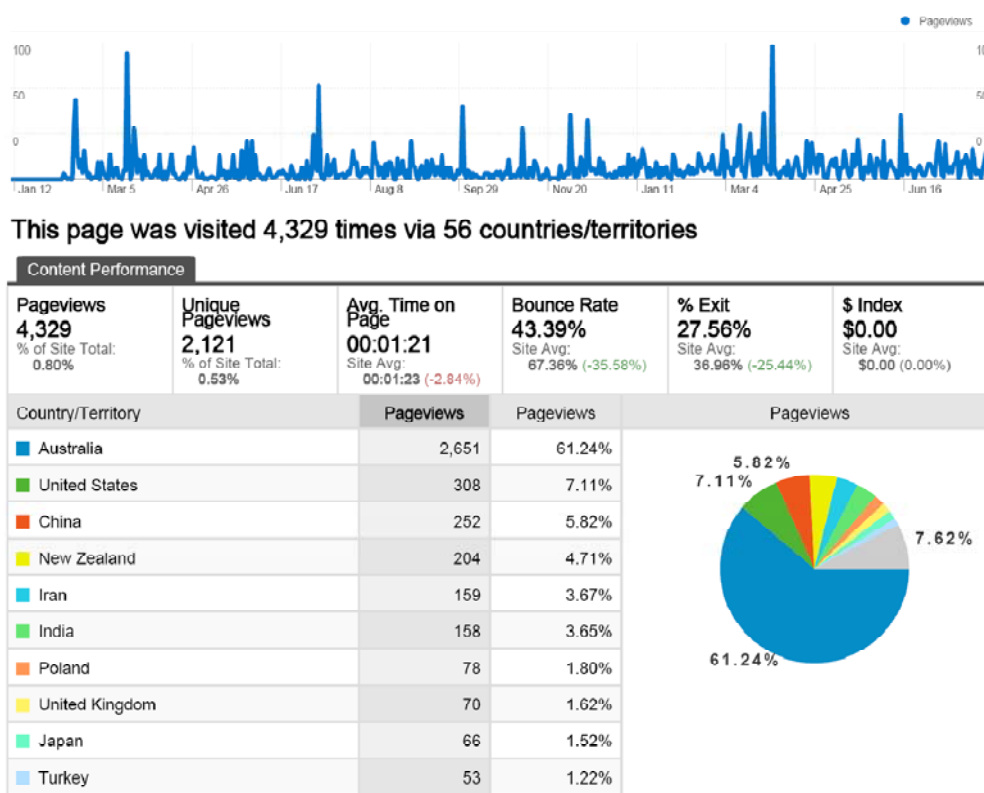 Pageviews
100
10
50
50
0
0
Jan 12 Mar 5 Apr 26 Jun 17 Aug 8 Sep 29 Nov 20 Jan 11 Mar 4 Apr 25 Jun 16
This page was visited 4,329 times via 56 countries/territories
Content Performance
Pageviews
4,329
% of Site Total:
0.80%
Unique
Pageviews
2,121
% of Site Total:
0.53%
Avg. Time on
Page
00:01:21
Site Avg:
00:01:23 (-2.84%)
Bounce Rate
43.39%
Site Avg:
67.36% (-35.58%)
% Exit
27.56%
Site Avg:
36.96% (-25.44%)
$ Index
$0.00
Site Avg:
$0.00 (0.00%)
Country/Territory Pageviews Pageviews Pageviews
Australia 2,651 61.24%
United States 308 7.11%
China 252 5.82%
New Zealand 204 4.71%
Iran 159 3.67%
India 158 3.65%
Poland 78 1.80%
United Kingdom 70 1.62%
Japan 66 1.52%
Turkey 53 1.22%
5.82%
7.11%
7.62%
61.24%